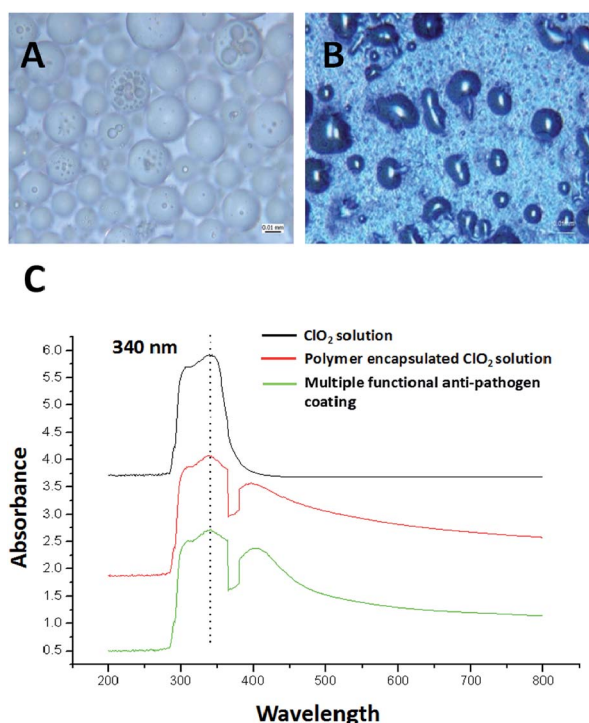 A
B
0.01 mm
C
340 nm
ClO₂ solution
Polymer encapsulated ClO₂ solution
Multiple functional anti-pathogen
coating
Absorbance
6.0
5.5
5.0
4.5
4.0
3.5
3.0
2.5
2.0
1.5
1.0
0.5
200
300
400
500
600
700
800
Wavelength